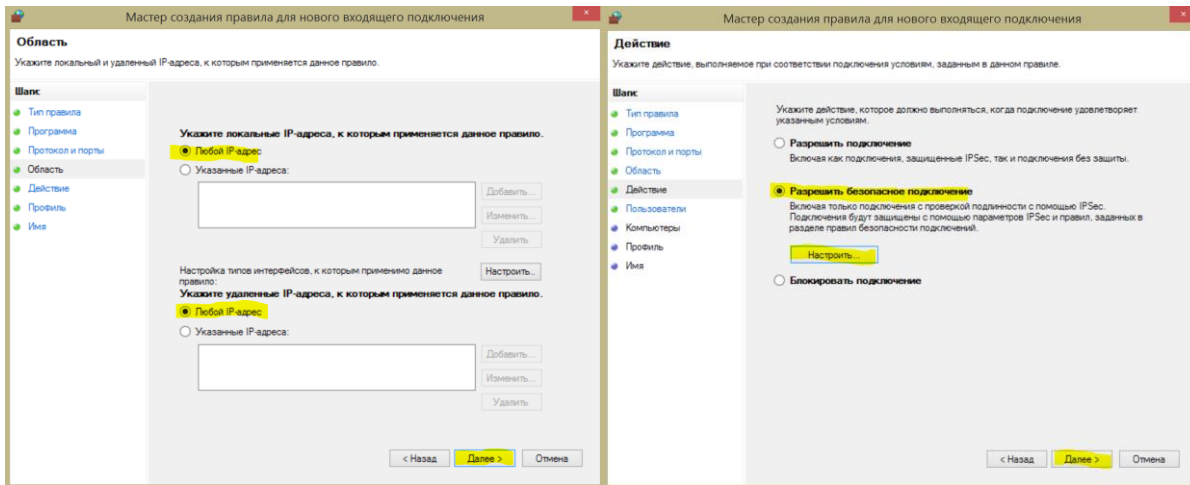 Мастер создания правила для нового входящего подключения
Область
Укажите локальный и удаленный IP-адреса, к которым применяется данное правило.
Шаги:
Тип правила
Программа
Протокол и порты
Область
Действие
Профиль
Имя
Укажите локальные IP-адреса, к которым применяется данное правило.
Любой IP-адрес
Указанные IP-адреса:
Добавить...
Изменить...
Удалить
Настройка типов интерфейсов, к которым применимо данное
правило:
Настроить...
Укажите удаленные IP-адреса, к которым применяется данное правило.
Любой IP-адрес
Указанные IP-адреса:
Добавить...
Изменить...
Удалить
< Назад
Далее >
Отмена
Мастер создания правила для нового входящего подключения
Действие
Укажите действие, выполняемое при соответствии подключения условиям, заданным в данном правиле.
Шаги:
Тип правила
Программа
Протокол и порты
Область
Действие
Пользователи
Компьютеры
Профиль
Имя
Укажите действие, которое должно выполняться, когда подключение удовлетворяет
указанным условиям.
Разрешить подключение
Включая как подключения, защищенные IPSec, так и подключения без защиты.
Разрешить безопасное подключение
Включая только подключения с проверкой подлинности с помощью IPSec.
Подключения будут защищены с помощью параметров IPSec и правил, заданных в
разделе правил безопасности подключений.
Настроить...
Блокировать подключение
< Назад
Далее >
Отмена